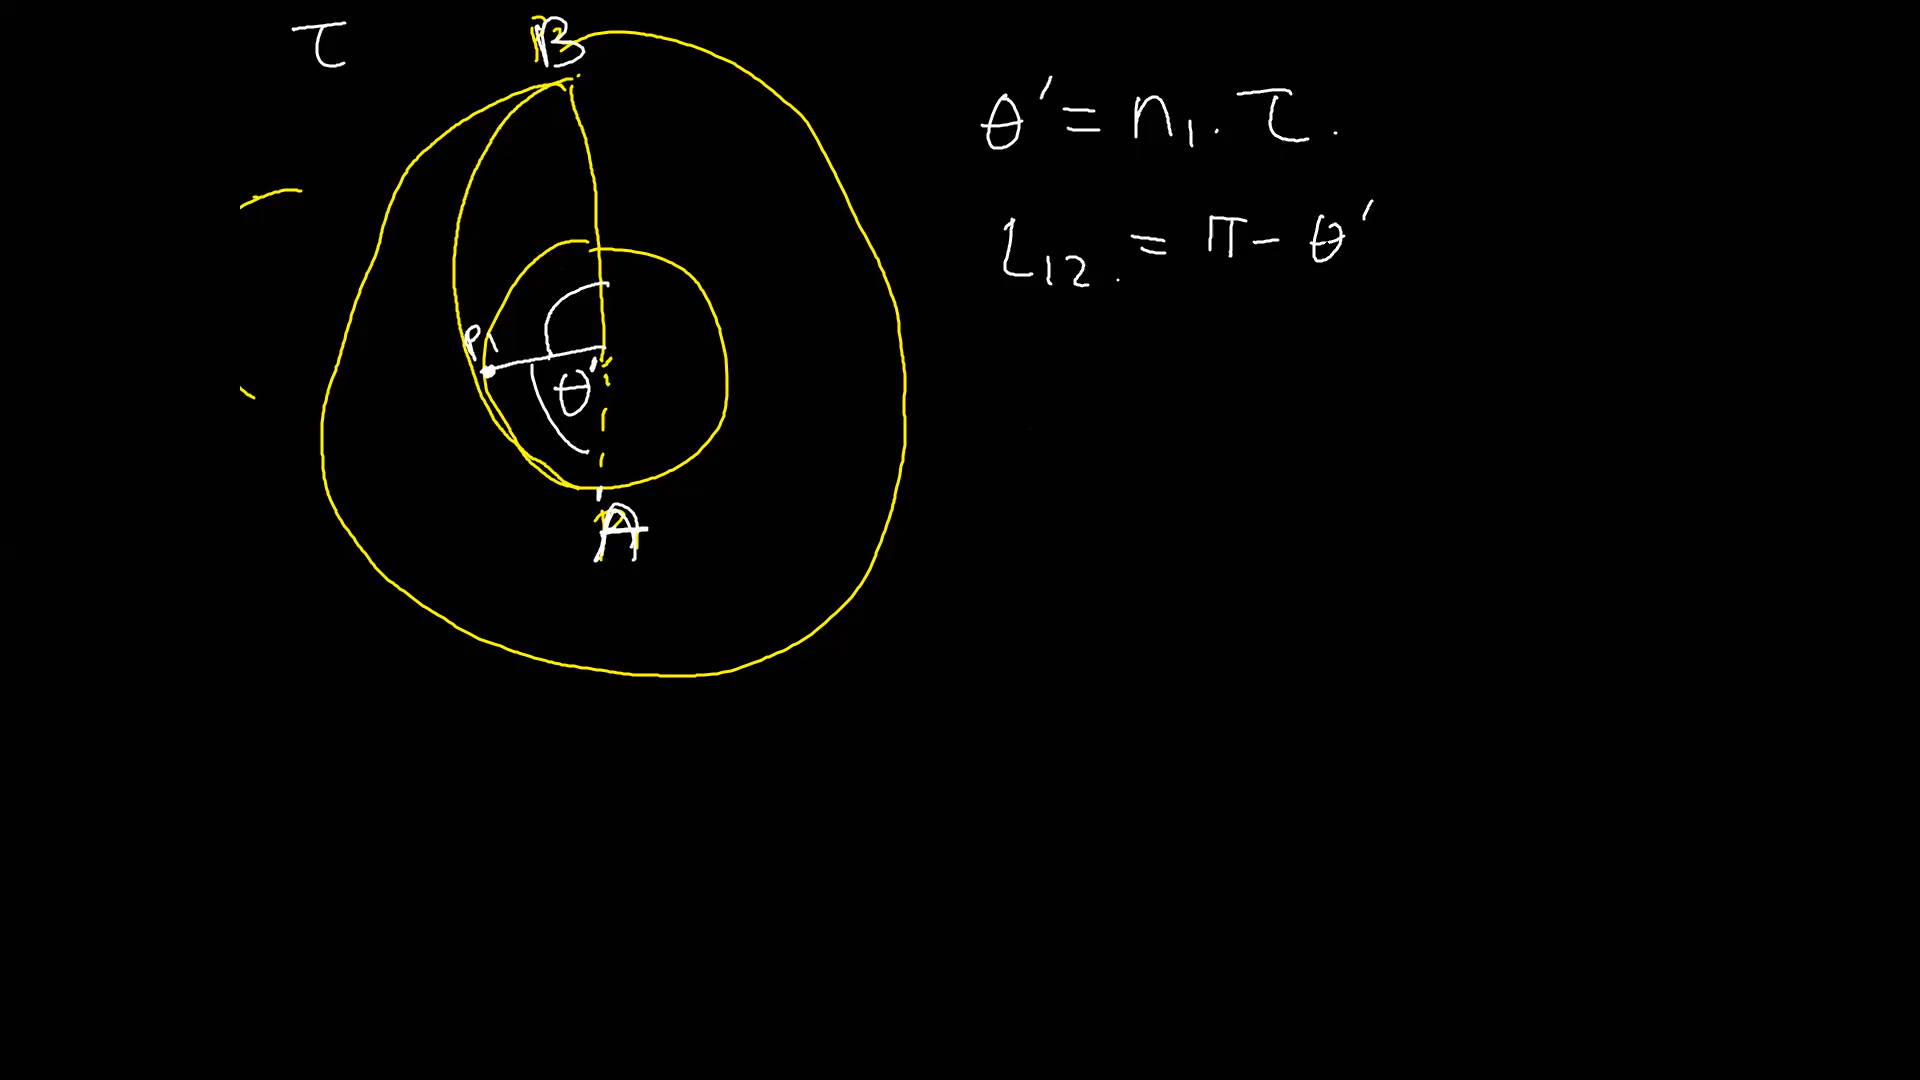 τ
B
θ' = n₁ . τ .
L₁₂ . = π - θ'
P₁
θ'
A